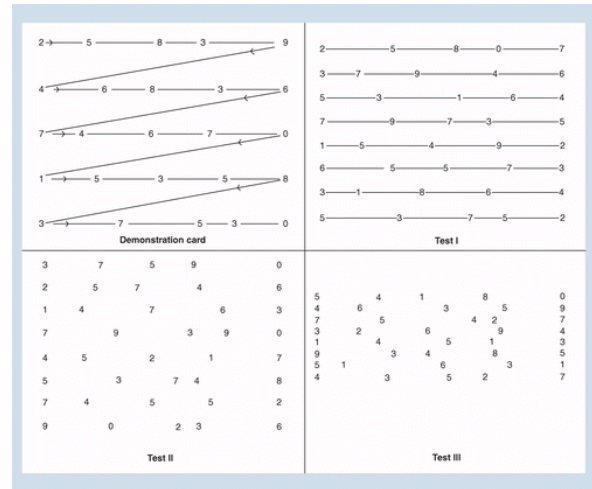 2 5 8 3 9
4 6 8 3 6
7 4 6 7 0
1 5 3 5 8
3 7 5 3 0
Demonstration card
2 5 8 0 7
3 7 9 4 6
5 3 1 6 4
7 9 7 3 5
1 5 4 9 2
6 5 5 7 3
3 1 8 6 4
5 3 7 5 2
Test I
3 7 5 9 0
2 5 7 4 6
1 4 7 6 3
7 9 3 9 0
4 5 2 1 7
5 3 7 4 8
7 4 5 5 2
9 0 2 3 6
Test II
5 4 1 8 0
4 6 3 5 9
7 5 4 2 7
3 2 6 9 4
1 4 5 1 3
9 3 4 8 5
5 1 6 3 1
4 3 5 2 7
Test III